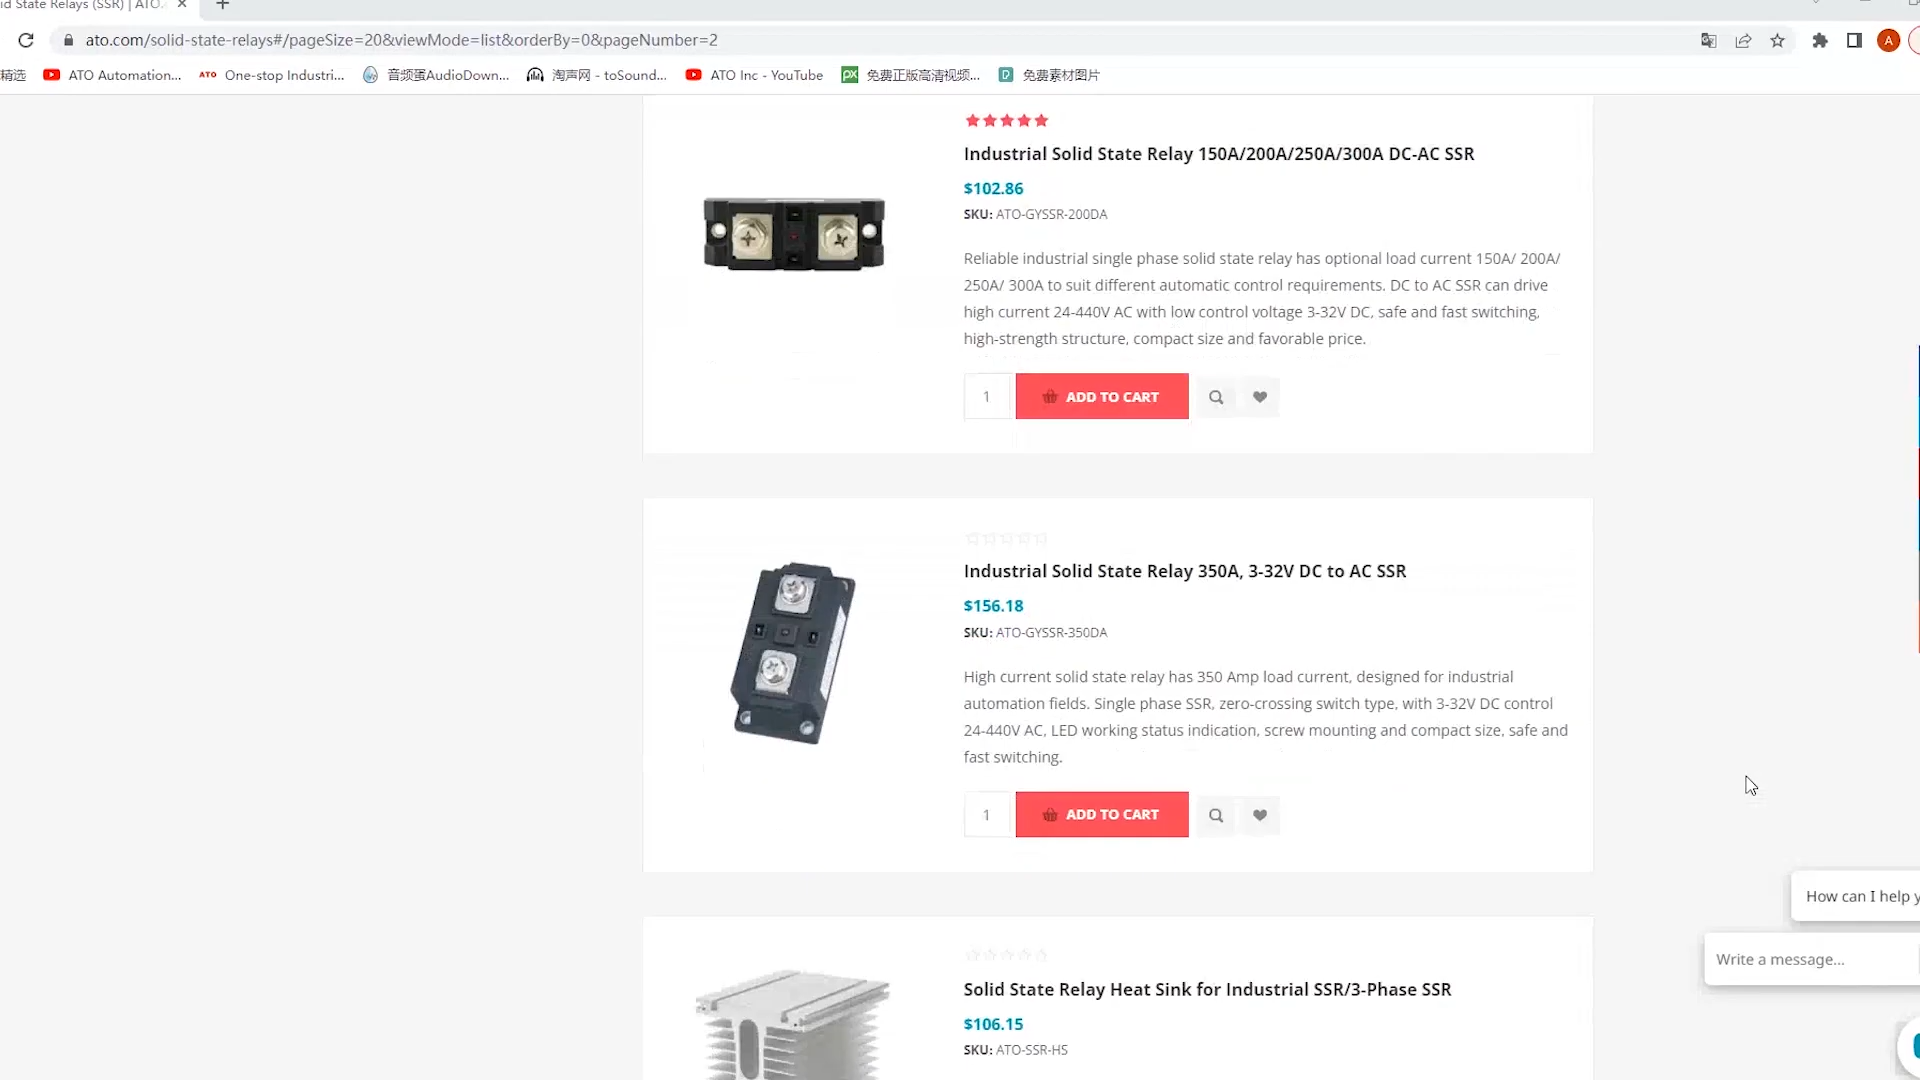 id State Relays (SSR) | ATO.
ato.com/solid-state-relays#/pageSize=20&viewMode=list&orderBy=0&pageNumber=2
A
精选
ATO Automation...
ATO
One-stop Industri...
音频蛋AudioDown...
淘声网 - toSound...
ATO Inc - YouTube
免费正版高清视频...
免费素材图片
Industrial Solid State Relay 150A/200A/250A/300A DC-AC SSR
$102.86
SKU: ATO-GYSSR-200DA
Reliable industrial single phase solid state relay has optional load current 150A/ 200A/
250A/ 300A to suit different automatic control requirements. DC to AC SSR can drive
high current 24-440V AC with low control voltage 3-32V DC, safe and fast switching,
high-strength structure, compact size and favorable price.
1
ADD TO CART
Industrial Solid State Relay 350A, 3-32V DC to AC SSR
$156.18
SKU: ATO-GYSSR-350DA
High current solid state relay has 350 Amp load current, designed for industrial
automation fields. Single phase SSR, zero-crossing switch type, with 3-32V DC control
24-440V AC, LED working status indication, screw mounting and compact size, safe and
fast switching.
1
ADD TO CART
How can I help y
Write a message...
Solid State Relay Heat Sink for Industrial SSR/3-Phase SSR
$106.15
SKU: ATO-SSR-HS